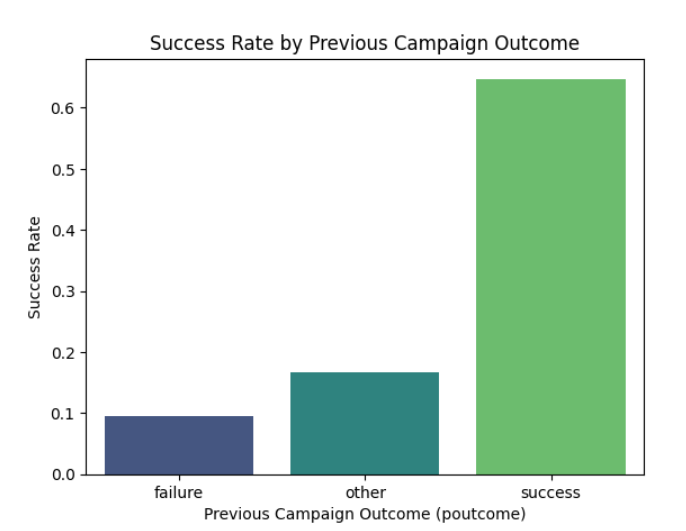 Success Rate by Previous Campaign Outcome
Success Rate
0.6
0.5
0.4
0.3
0.2
0.1
0.0
failure other success
Previous Campaign Outcome (poutcome)